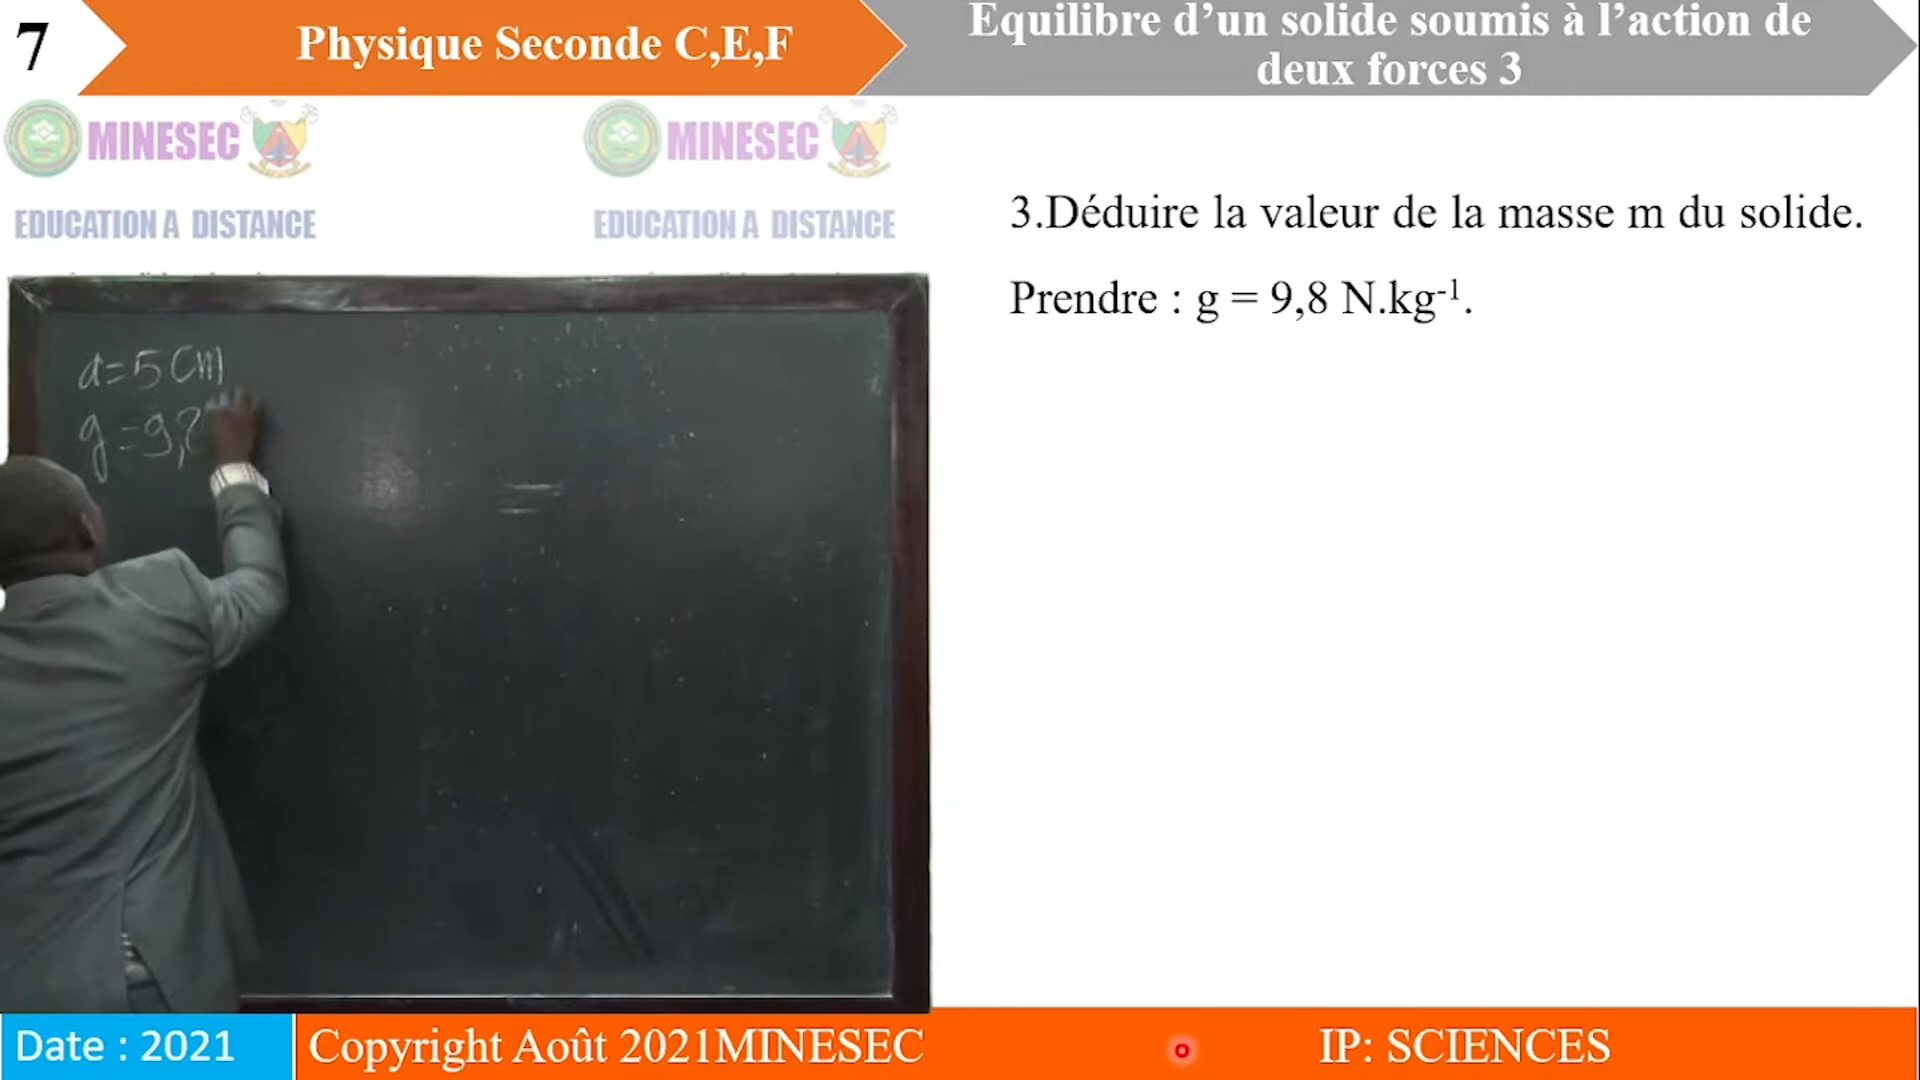 7
Physique Seconde C,E,F
Equilibre d’un solide soumis à l’action de
deux forces 3
MINESEC
MINESEC
EDUCATION A DISTANCE
EDUCATION A DISTANCE
3.Déduire la valeur de la masse m du solide.
Prendre : g = 9,8 N.kg⁻¹.
a=5 cm
g=9,
Date : 2021
Copyright Août 2021MINESEC
IP: SCIENCES